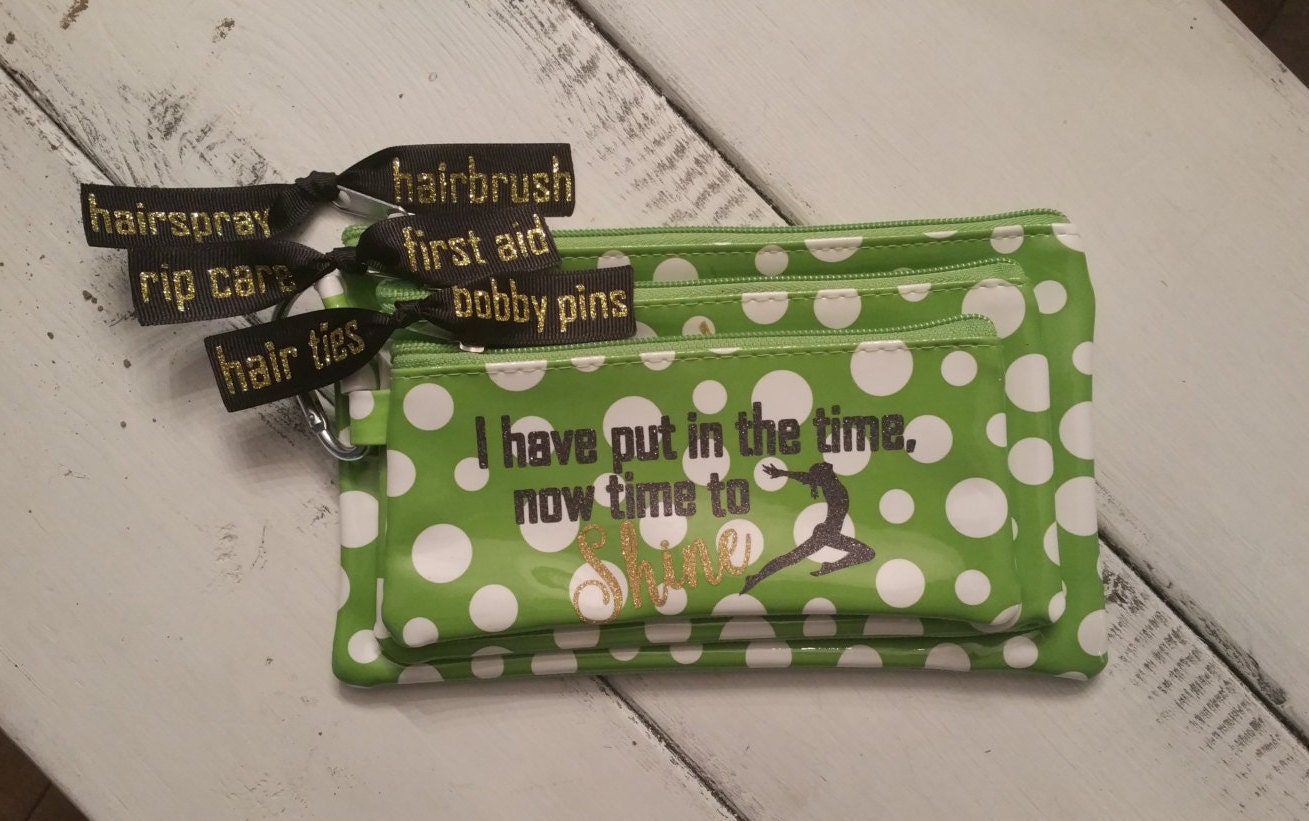 hairspray hairbrush
rip care first aid
hair ties bobby pins
I have put in the time,
now time to
Shine